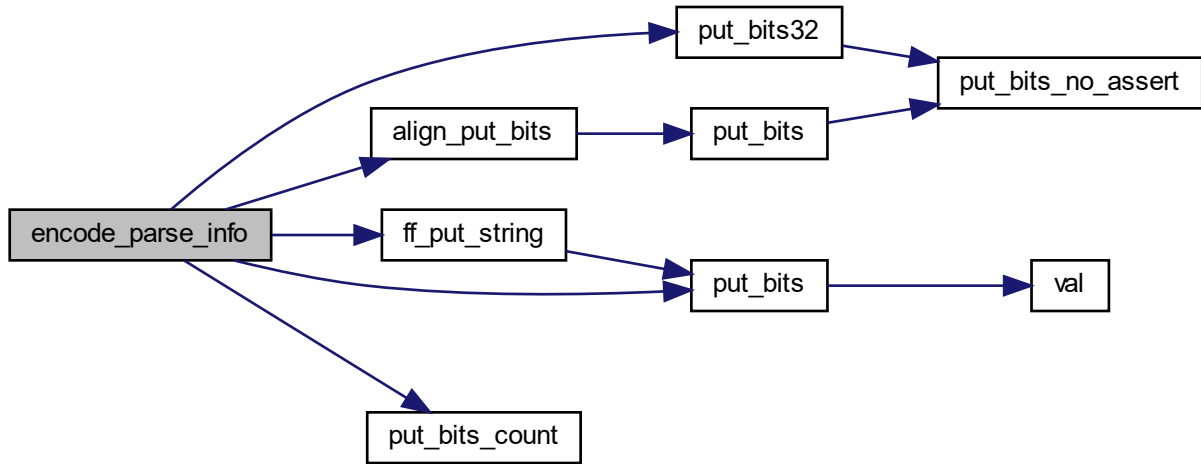 put_bits32
put_bits_no_assert
align_put_bits
put_bits
encode_parse_info
ff_put_string
put_bits
val
put_bits_count